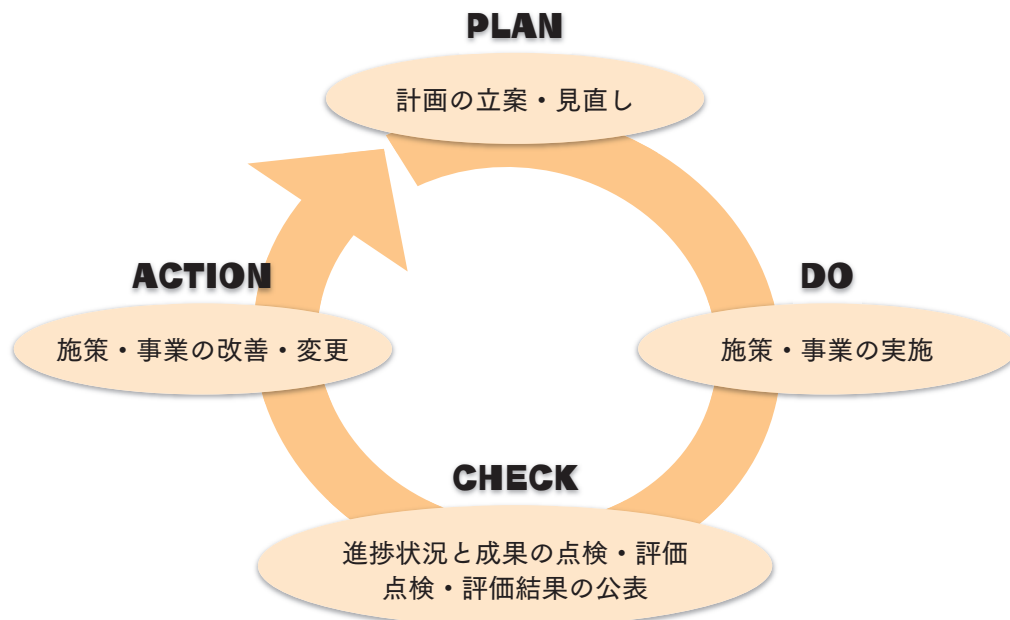 PLAN
計画の立案・見直し
DO
施策・事業の実施
CHECK
進捗状況と成果の点検・評価
点検・評価結果の公表
ACTION
施策・事業の改善・変更